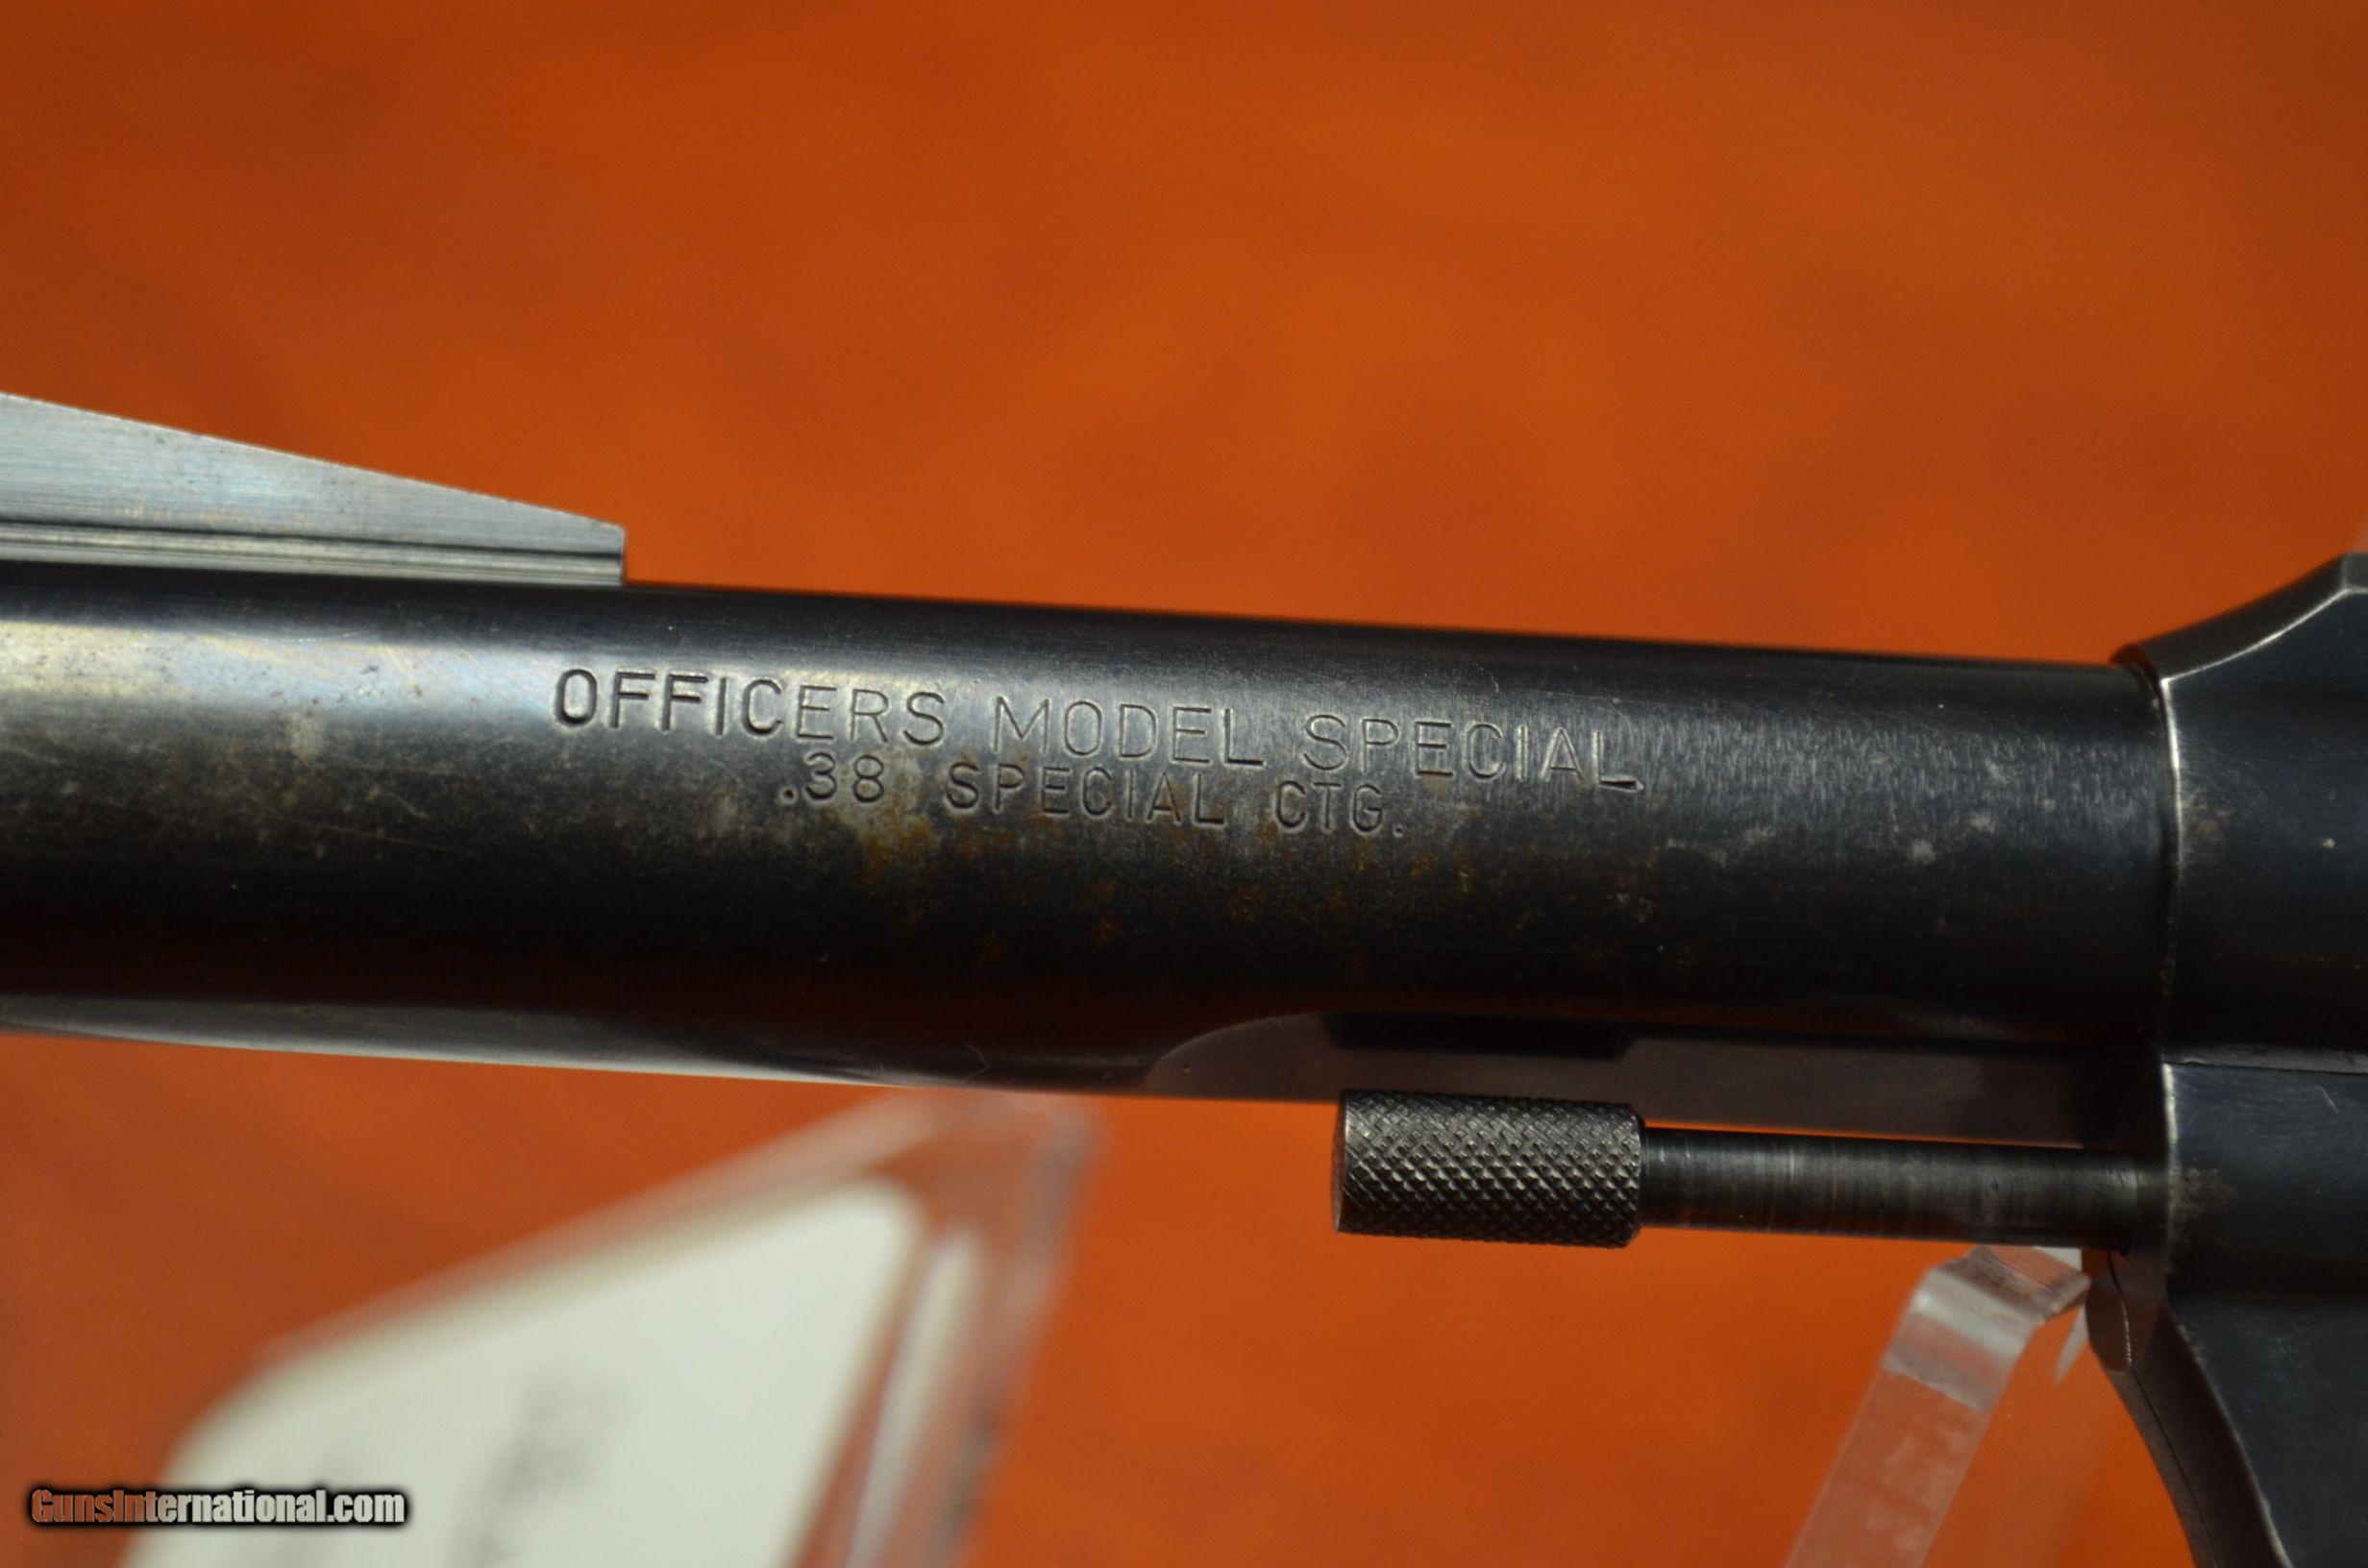 OFFICERS MODEL SPECIAL
.38 SPECIAL CTG.
GunsInternational.com